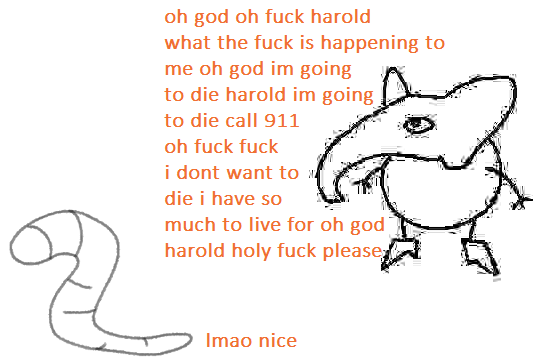 oh god oh fuck harold
what the fuck is happening to
me oh god im going
to die harold im going
to die call 911
oh fuck fuck
i dont want to
die i have so
much to live for oh god
harold holy fuck please
lmao nice